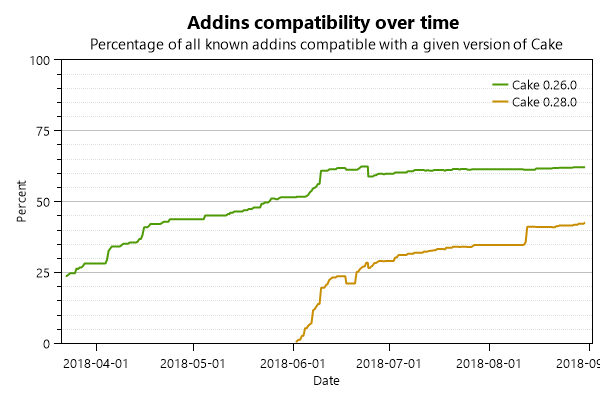 Addins compatibility over time
Percentage of all known addins compatible with a given version of Cake
100
75
50
25
0
Percent
Cake 0.26.0
Cake 0.28.0
2018-04-01 2018-05-01 2018-06-01 2018-07-01 2018-08-01 2018-09
Date